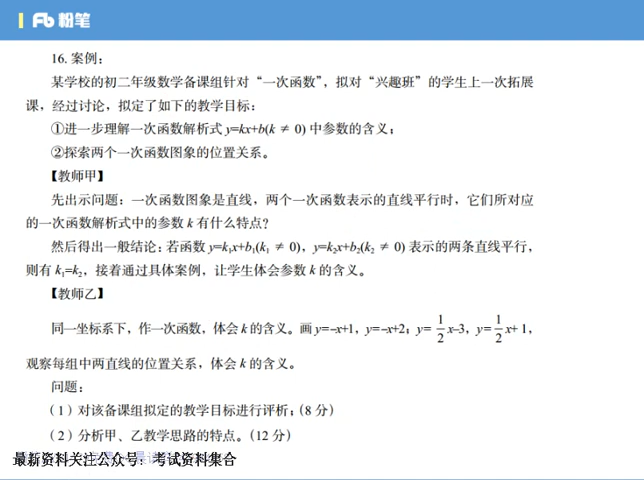 粉笔
16. 案例:
某学校的初二年级数学备课组针对“一次函数”，拟对“兴趣班”的学生上一次拓展
课，经过讨论，拟定了如下的教学目标：
①进一步理解一次函数解析式 y=kx+b(k ≠ 0) 中参数的含义；
②探索两个一次函数图象的位置关系。
【教师甲】
先出示问题：一次函数图象是直线，两个一次函数表示的直线平行时，它们所对应
的一次函数解析式中的参数 k 有什么特点?
然后得出一般结论：若函数 y=k₁x+b₁(k₁ ≠ 0)，y=k₂x+b₂(k₂ ≠ 0) 表示的两条直线平行，
则有 k₁=k₂，接着通过具体案例，让学生体会参数 k 的含义。
【教师乙】
同一坐标系下，作一次函数，体会 k 的含义。画 y=-x+1，y=-x+2；y=1/2x-3，y=1/2x+1，
观察每组中两直线的位置关系，体会 k 的含义。
问题：
（1）对该备课组拟定的教学目标进行评析；(8 分)
（2）分析甲、乙教学思路的特点。(12 分)
最新资料关注公众号：考试资料集合